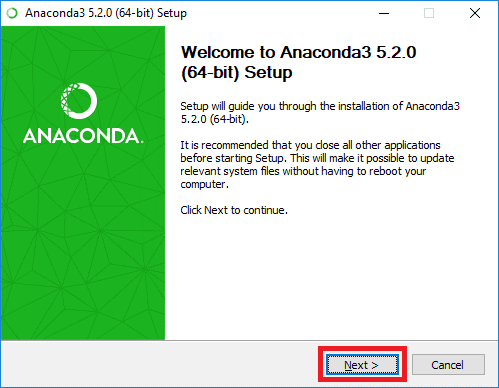 Anaconda3 5.2.0 (64-bit) Setup
ANACONDA.
Welcome to Anaconda3 5.2.0
(64-bit) Setup
Setup will guide you through the installation of Anaconda3
5.2.0 (64-bit).
It is recommended that you close all other applications
before starting Setup. This will make it possible to update
relevant system files without having to reboot your
computer.
Click Next to continue.
Next >
Cancel